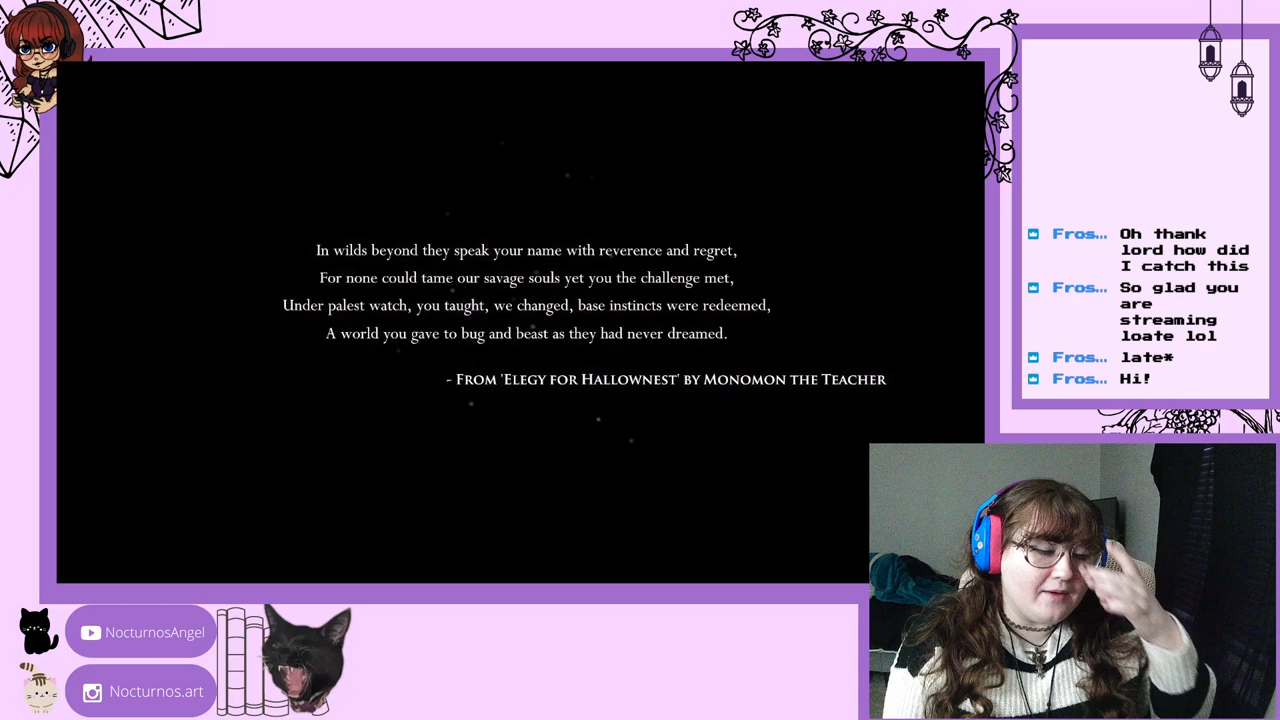 In wilds beyond they speak your name with reverence and regret,
For none could tame our savage souls yet you the challenge met,
Under palest watch, you taught, we changed, base instincts were redeemed,
A world you gave to bug and beast as they had never dreamed.
- From 'Elegy for Hallownest' by Monomon the Teacher
Fros... Oh thank
lord how did
I catch this
Fros... So glad you
are
streaming
loate lol
Fros... late*
Fros... Hi!
NocturnosAngel
Nocturnos.art